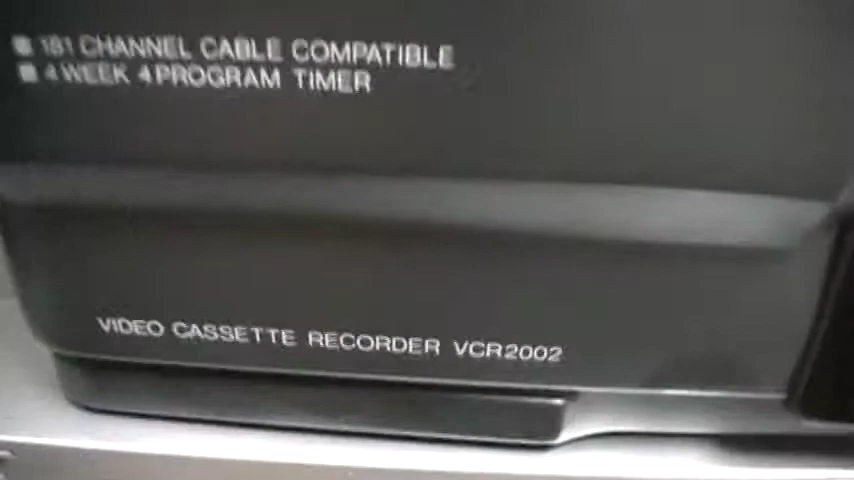 181 CHANNEL CABLE COMPATIBLE
4 WEEK 4 PROGRAM TIMER
VIDEO CASSETTE RECORDER VCR2002